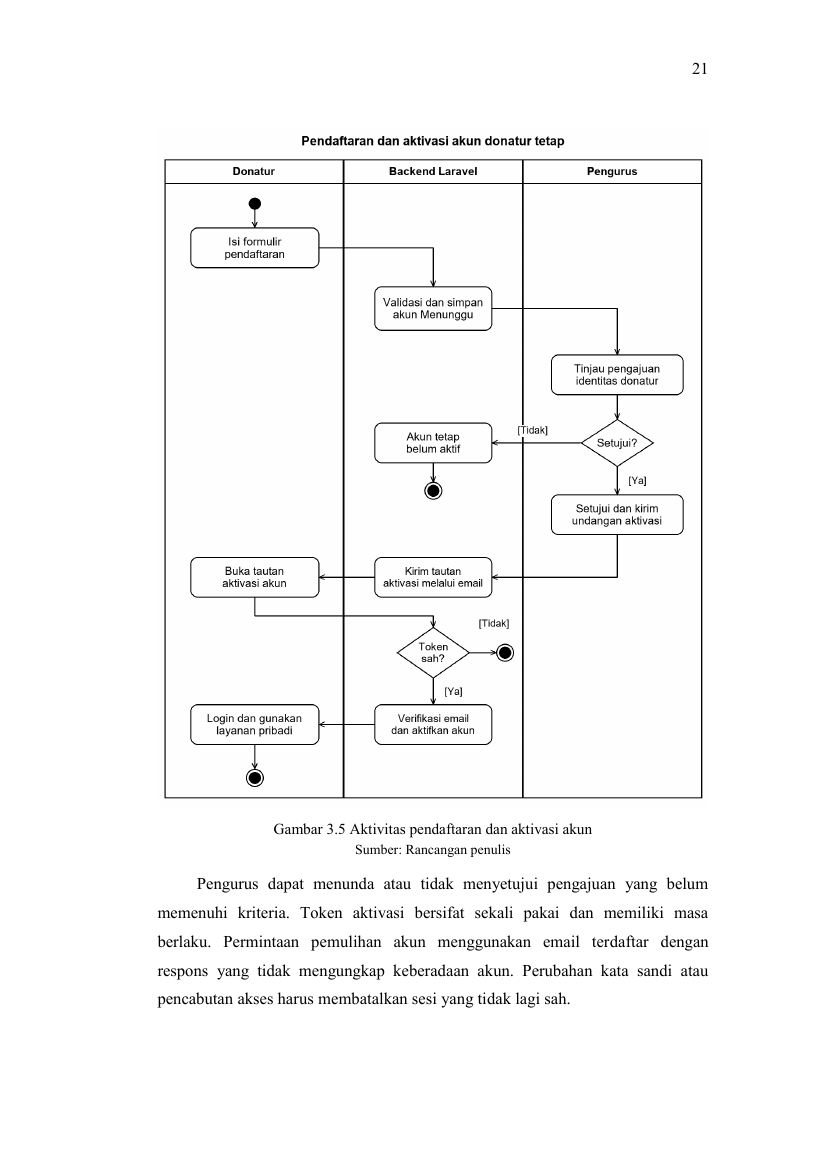 21
Pendaftaran dan aktivasi akun donatur tetap
Donatur
Backend Laravel
Pengurus
Isi formulir
pendaftaran
Validasi dan simpan
akun Menunggu
Tinjau pengajuan
identitas donatur
Setujui?
[Tidak]
Akun tetap
belum aktif
[Ya]
Setujui dan kirim
undangan aktivasi
Kirim tautan
aktivasi melalui email
Buka tautan
aktivasi akun
Token
sah?
[Tidak]
[Ya]
Verifikasi email
dan aktifkan akun
Login dan gunakan
layanan pribadi
Gambar 3.5 Aktivitas pendaftaran dan aktivasi akun
Sumber: Rancangan penulis
Pengurus dapat menunda atau tidak menyetujui pengajuan yang belum
memenuhi kriteria. Token aktivasi bersifat sekali pakai dan memiliki masa
berlaku. Permintaan pemulihan akun menggunakan email terdaftar dengan
respons yang tidak mengungkap keberadaan akun. Perubahan kata sandi atau
pencabutan akses harus membatalkan sesi yang tidak lagi sah.